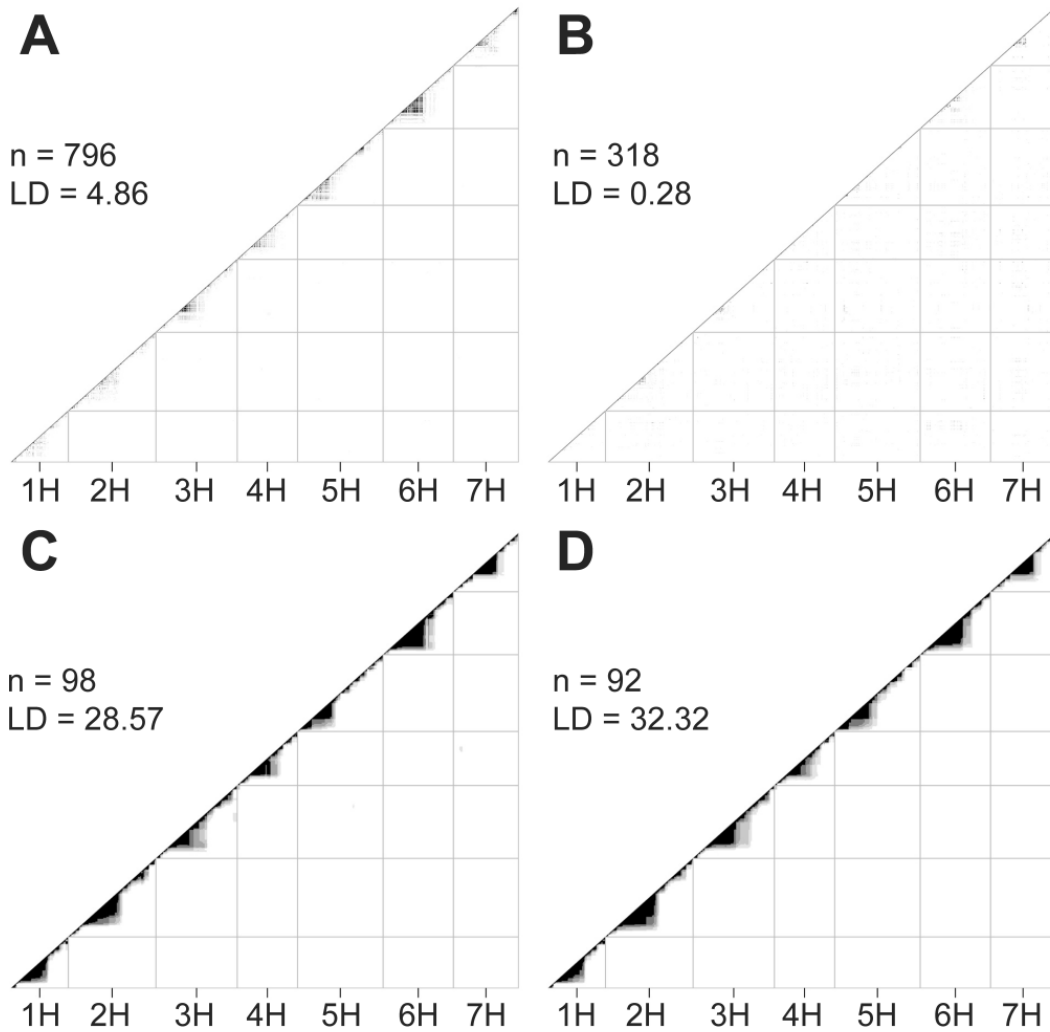 A
n = 796
LD = 4.86
1H 2H 3H 4H 5H 6H 7H
B
n = 318
LD = 0.28
1H 2H 3H 4H 5H 6H 7H
C
n = 98
LD = 28.57
1H 2H 3H 4H 5H 6H 7H
D
n = 92
LD = 32.32
1H 2H 3H 4H 5H 6H 7H